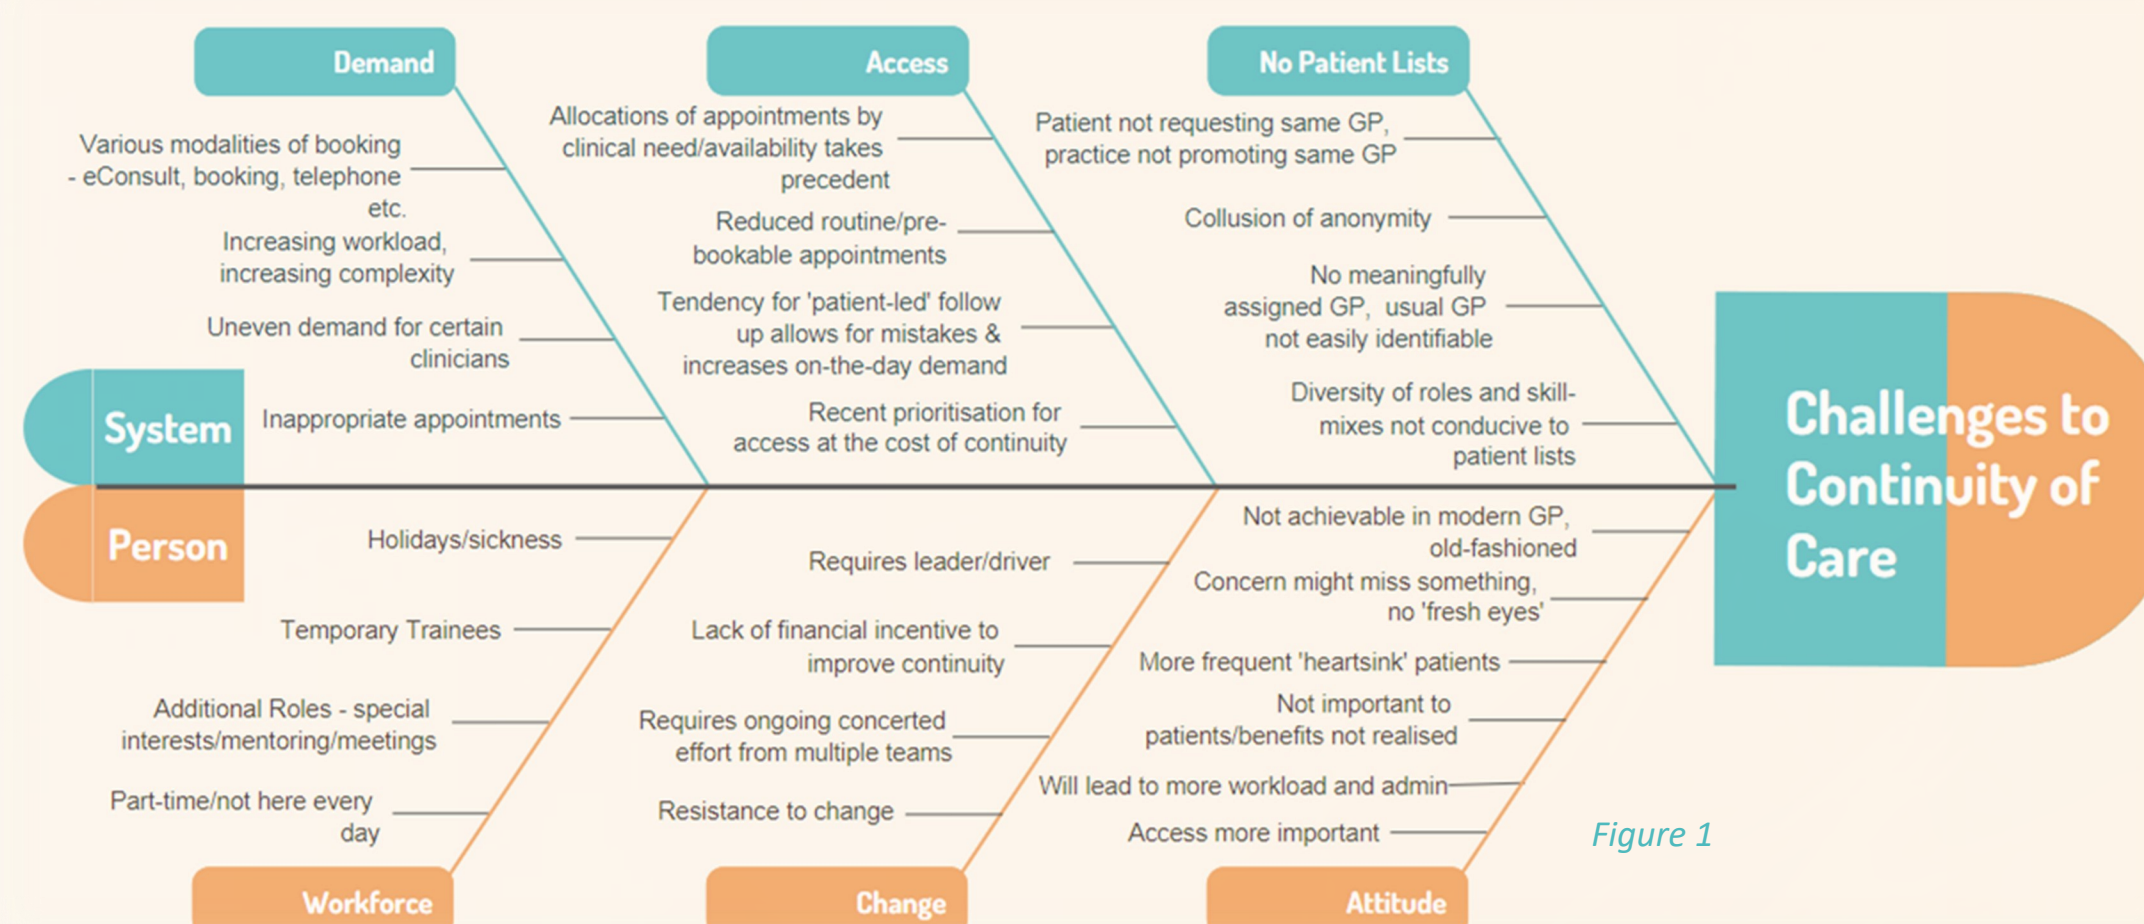 Demand
Various modalities of booking
- eConsult, booking, telephone
etc.
Increasing workload,
increasing complexity
Uneven demand for certain
clinicians
Inappropriate appointments
Access
Allocations of appointments by
clinical need/availability takes
precedent
Reduced routine/pre-
bookable appointments
Tendency for 'patient-led' follow
up allows for mistakes &
increases on-the-day demand
Recent prioritisation for
access at the cost of continuity
No Patient Lists
Patient not requesting same GP,
practice not promoting same GP
Collusion of anonymity
No meaningfully
assigned GP, usual GP
not easily identifiable
Diversity of roles and skill-
mixes not conducive to
patient lists
System
Person
Challenges to
Continuity of
Care
Holidays/sickness
Temporary Trainees
Additional Roles - special
interests/mentoring/meetings
Part-time/not here every
day
Workforce
Requires leader/driver
Lack of financial incentive to
improve continuity
Requires ongoing concerted
effort from multiple teams
Resistance to change
Change
Not achievable in modern GP,
old-fashioned
Concern might miss something,
no 'fresh eyes'
More frequent 'heartsink' patients
Not important to
patients/benefits not realised
Will lead to more workload and admin
Access more important
Attitude
Figure 1